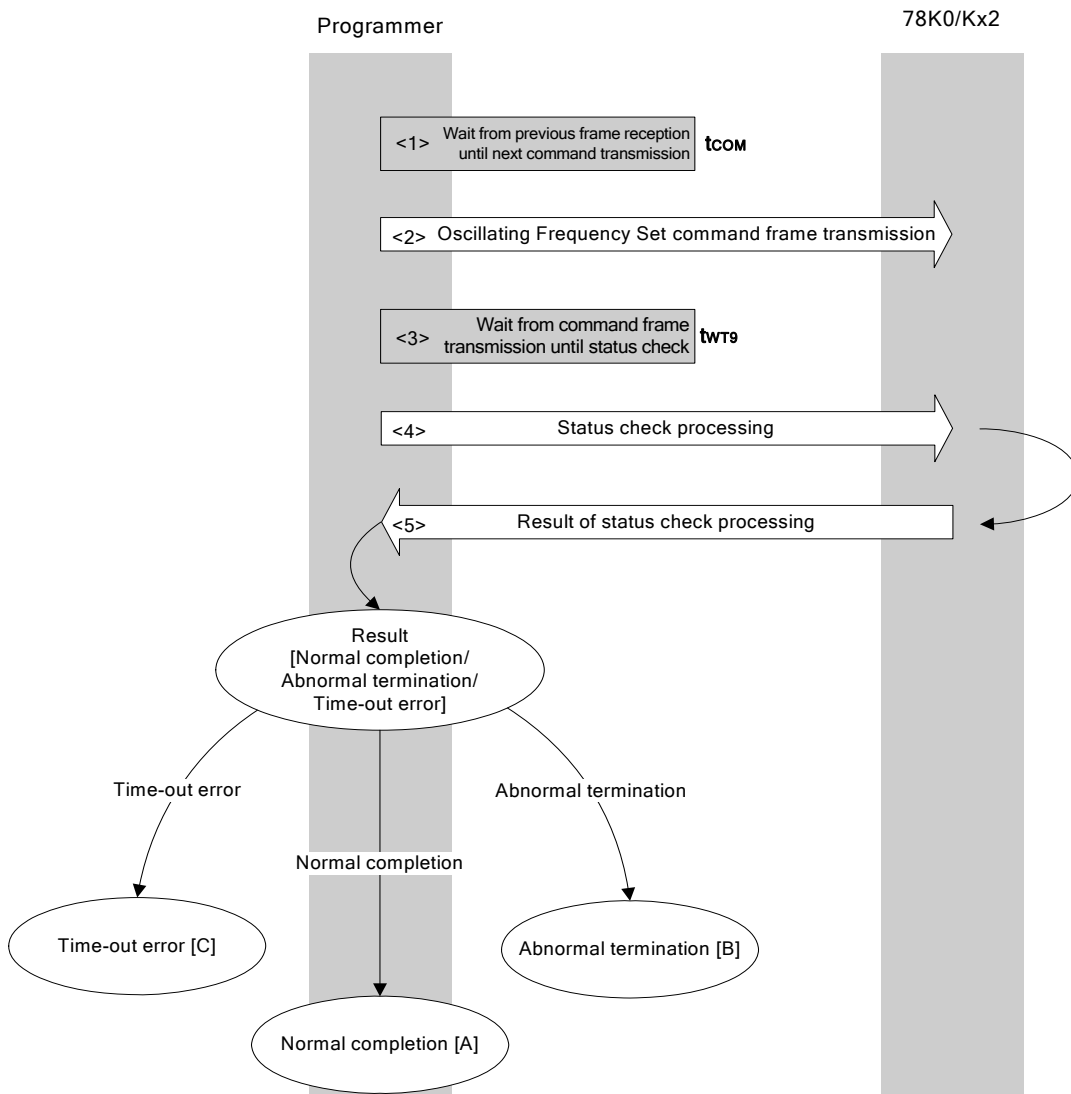 Programmer
78K0/Kx2
<1> Wait from previous frame reception
until next command transmission
tCOM
<2> Oscillating Frequency Set command frame transmission
<3> Wait from command frame
transmission until status check
tWT9
<4> Status check processing
<5> Result of status check processing
Result
[Normal completion/
Abnormal termination/
Time-out error]
Time-out error
Abnormal termination
Normal completion
Time-out error [C]
Abnormal termination [B]
Normal completion [A]